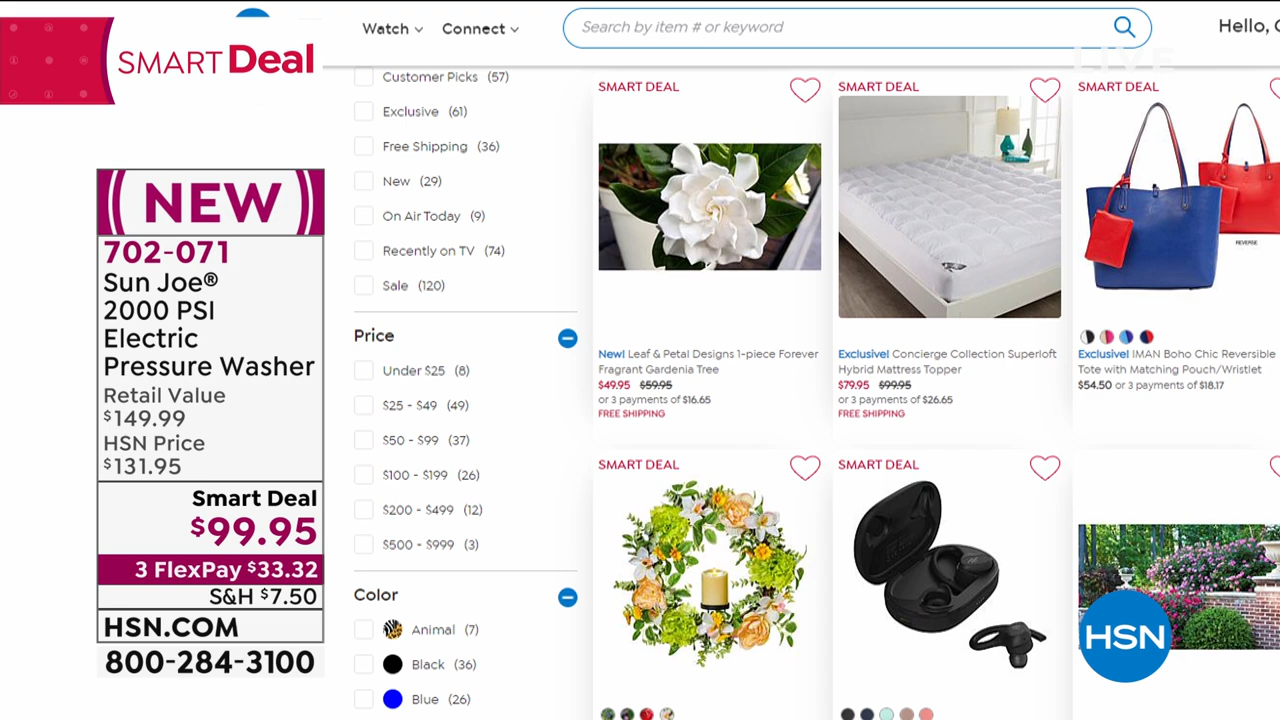 SMART Deal
Watch
Connect
Search by item # or keyword
Hello,
LIVE
((NEW))
702-071
Sun Joe®
2000 PSI
Electric
Pressure Washer
Retail Value
$149.99
HSN Price
$131.95
Smart Deal
$99.95
3 FlexPay $33.32
S&H $7.50
HSN.COM
800-284-3100
Customer Picks (57)
Exclusive (61)
Free Shipping (36)
New (29)
On Air Today (9)
Recently on TV (74)
Sale (120)
Price
Under $25 (8)
$25 - $49 (49)
$50 - $99 (37)
$100 - $199 (26)
$200 - $499 (12)
$500 - $999 (3)
Color
Animal (7)
Black (36)
Blue (26)
SMART DEAL
New! Leaf & Petal Designs 1-piece Forever
Fragrant Gardenia Tree
$49.95 $59.95
or 3 payments of $16.65
FREE SHIPPING
SMART DEAL
Exclusive! Concierge Collection Superloft
Hybrid Mattress Topper
$79.95 $99.95
or 3 payments of $26.65
FREE SHIPPING
SMART DEAL
REVERSE
Exclusive! IMAN Boho Chic Reversible
Tote with Matching Pouch/Wristlet
$54.50 or 3 payments of $18.17
SMART DEAL
SMART DEAL
HSN